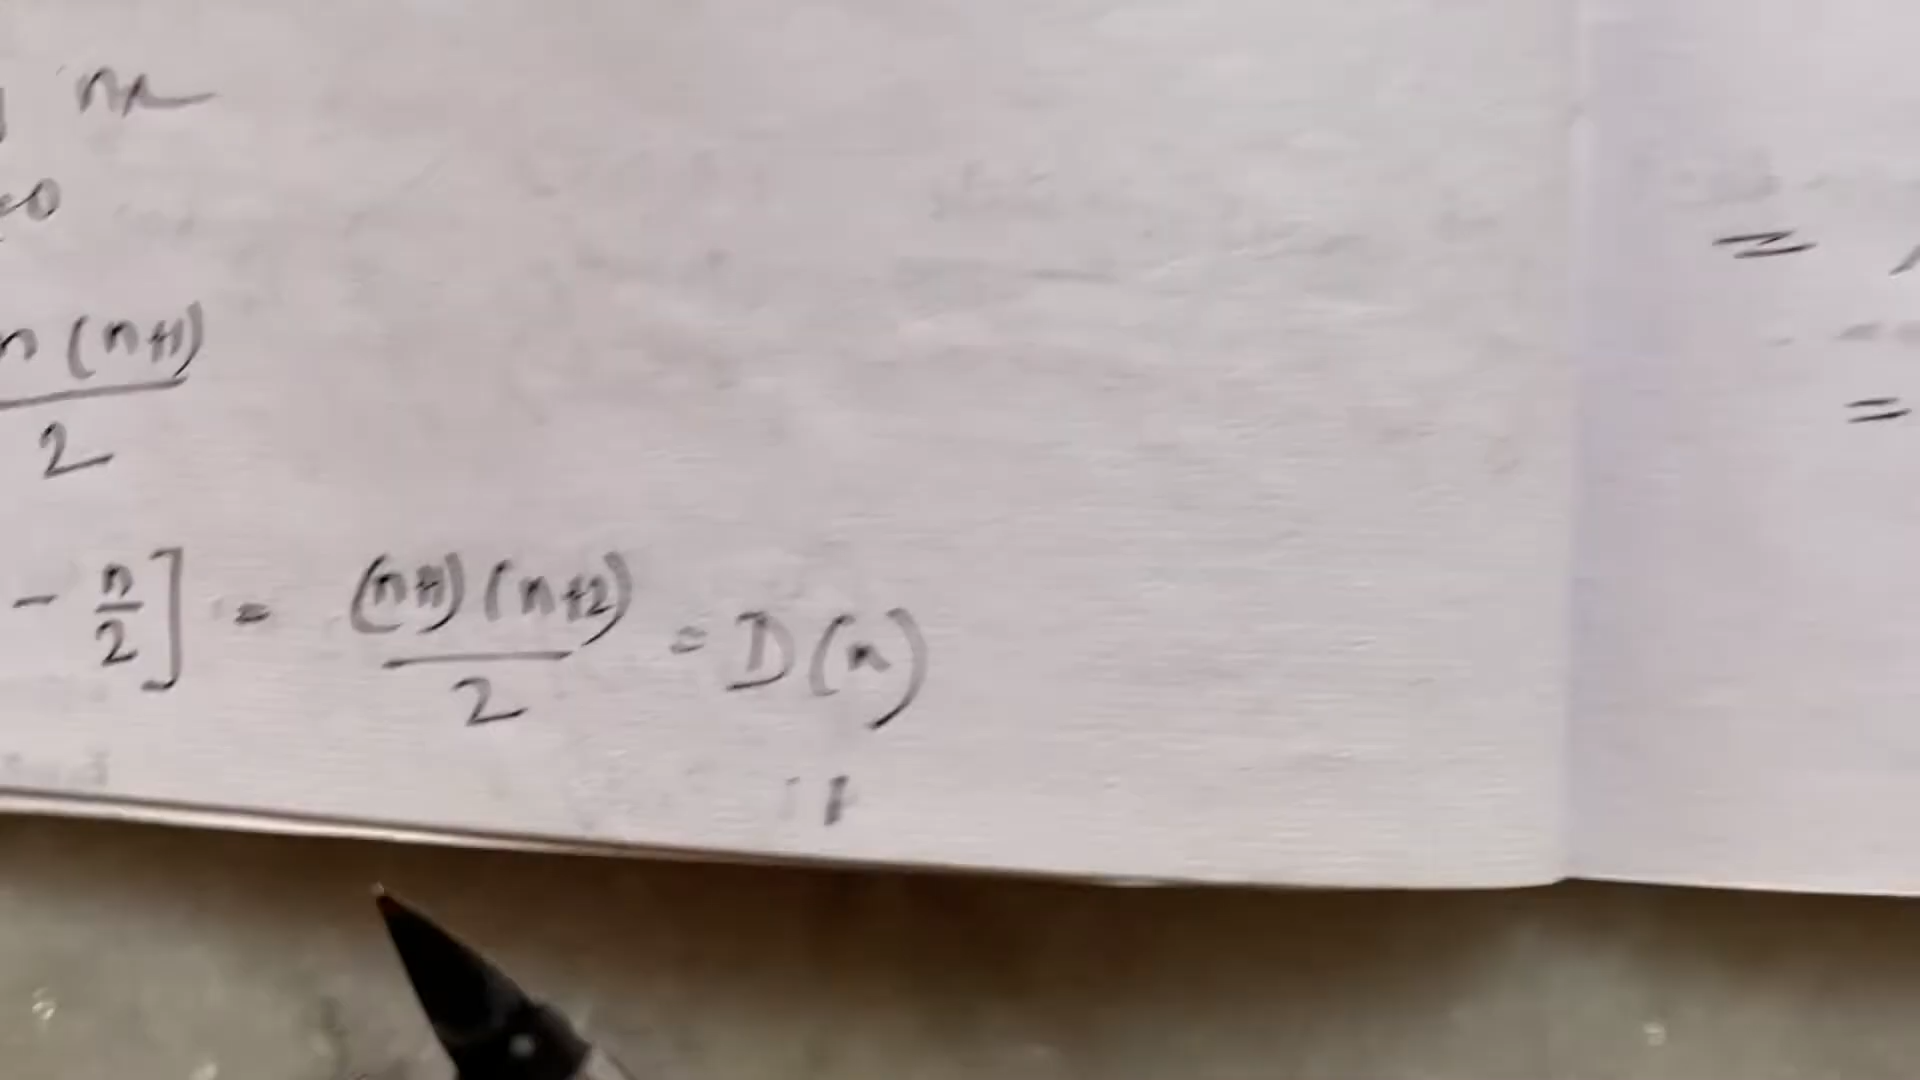 nx
=0
n(n+1)
2
- n/2] = (n+1)(n+2)/2 = D(n)
=
=